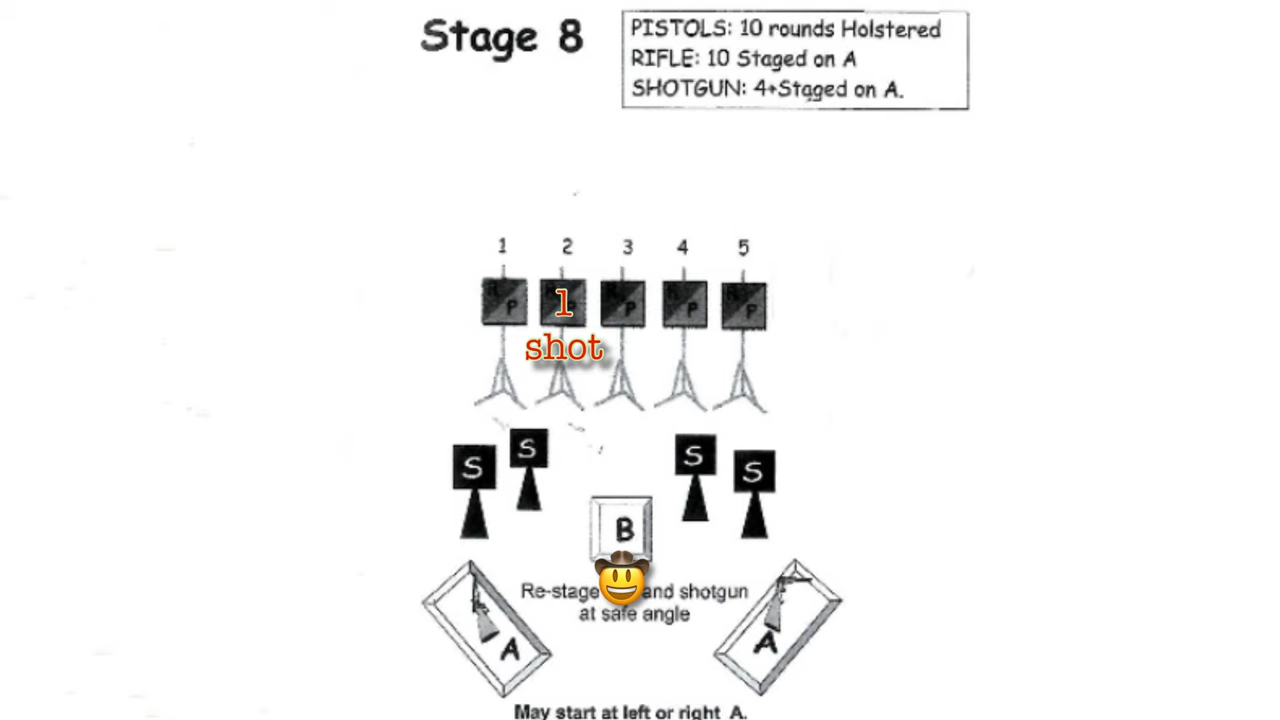 Stage 8
PISTOLS: 10 rounds Holstered
RIFLE: 10 Staged on A
SHOTGUN: 4+Staged on A.
1 2 3 4 5
R P R 1 P R P R P R P
shot
S S S S
B
Re-stage and shotgun
at safe angle
A A
May start at left or right A.